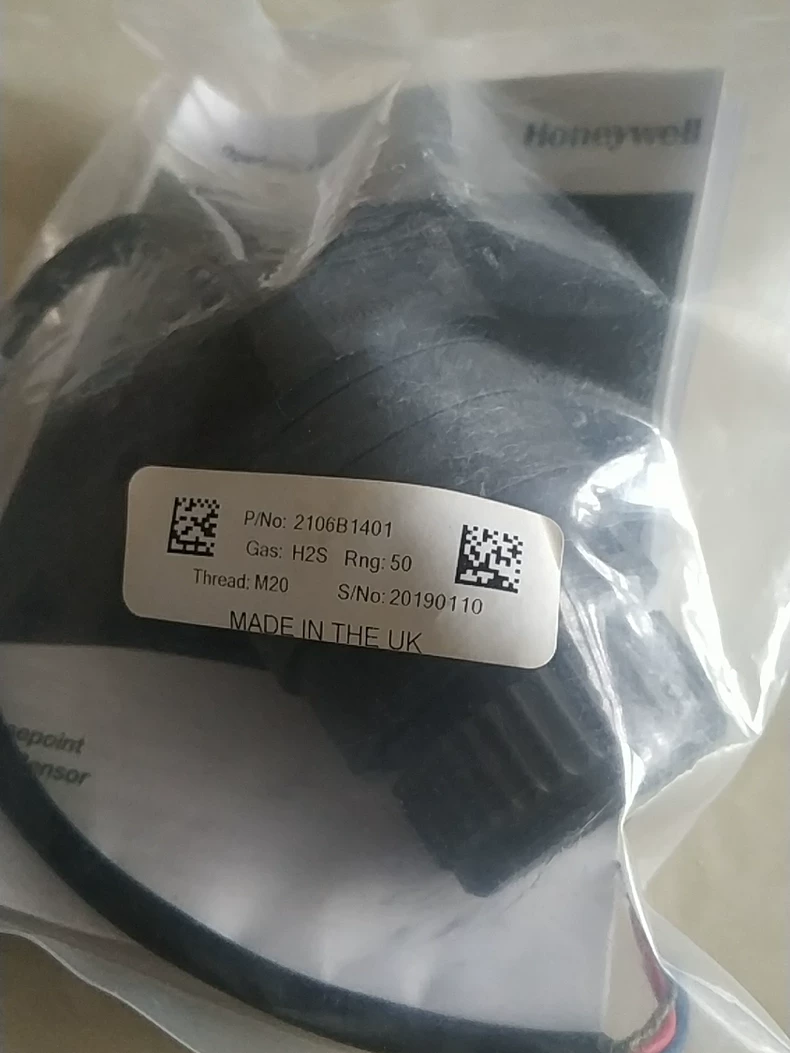 Honeywell
P/No: 2106B1401
Gas: H2S Rng: 50
Thread: M20 S/No: 20190110
MADE IN THE UK